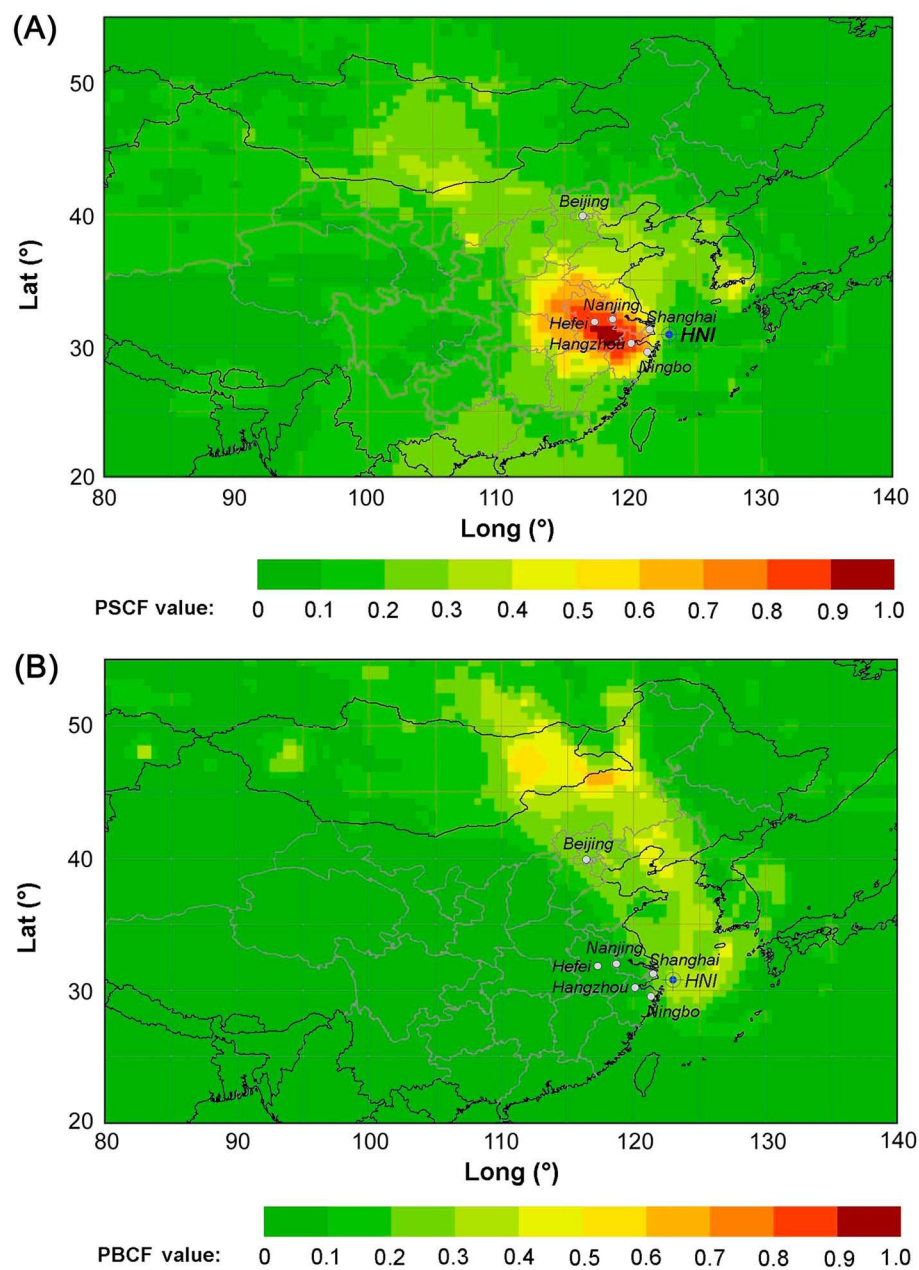 (A)
50
40
30
20
Lat (°)
Beijing
Nanjing
Shanghai
Hefei
HNI
Hangzhou
Ningbo
80 90 100 110 120 130 140
Long (°)
PSCF value: 0 0.1 0.2 0.3 0.4 0.5 0.6 0.7 0.8 0.9 1.0
(B)
50
40
30
20
Lat (°)
Beijing
Nanjing
Shanghai
Hefei
HNI
Hangzhou
Ningbo
80 90 100 110 120 130 140
Long (°)
PBCF value: 0 0.1 0.2 0.3 0.4 0.5 0.6 0.7 0.8 0.9 1.0